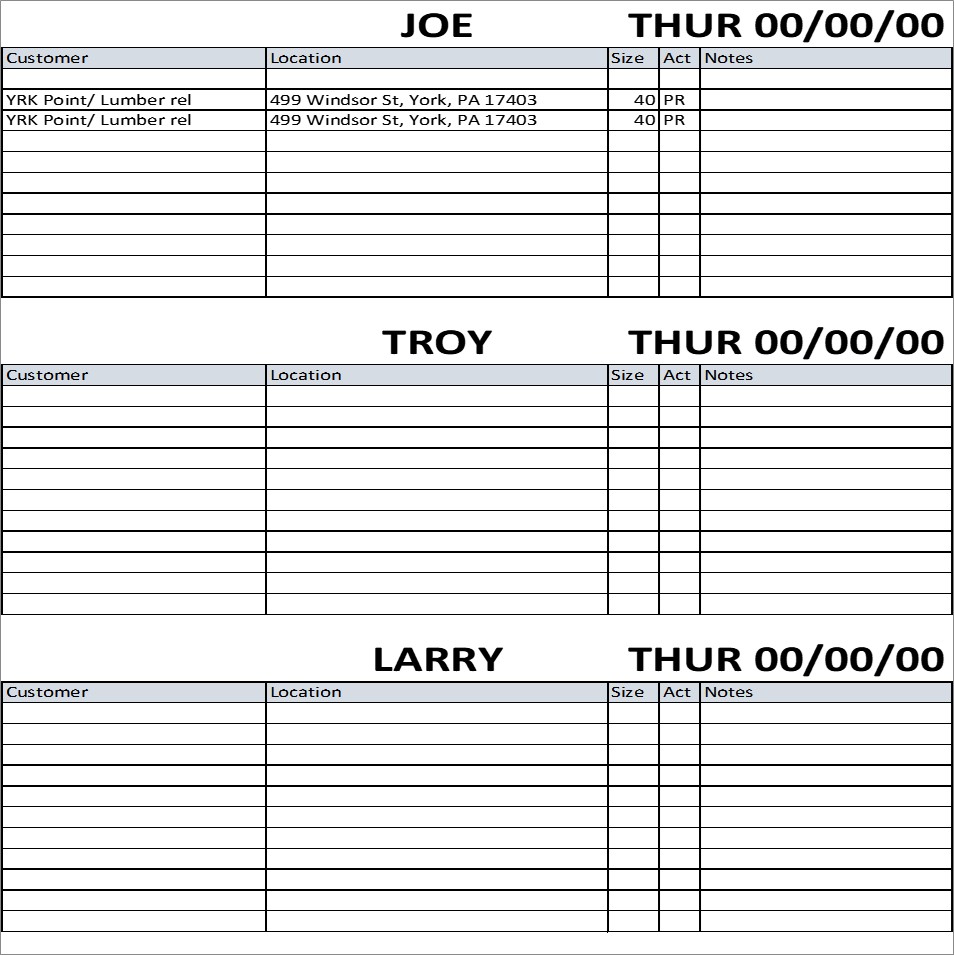 JOE THUR 00/00/00
Customer Location Size Act Notes
YRK Point/ Lumber rel 499 Windsor St, York, PA 17403 40 PR
YRK Point/ Lumber rel 499 Windsor St, York, PA 17403 40 PR
TROY THUR 00/00/00
Customer Location Size Act Notes
LARRY THUR 00/00/00
Customer Location Size Act Notes